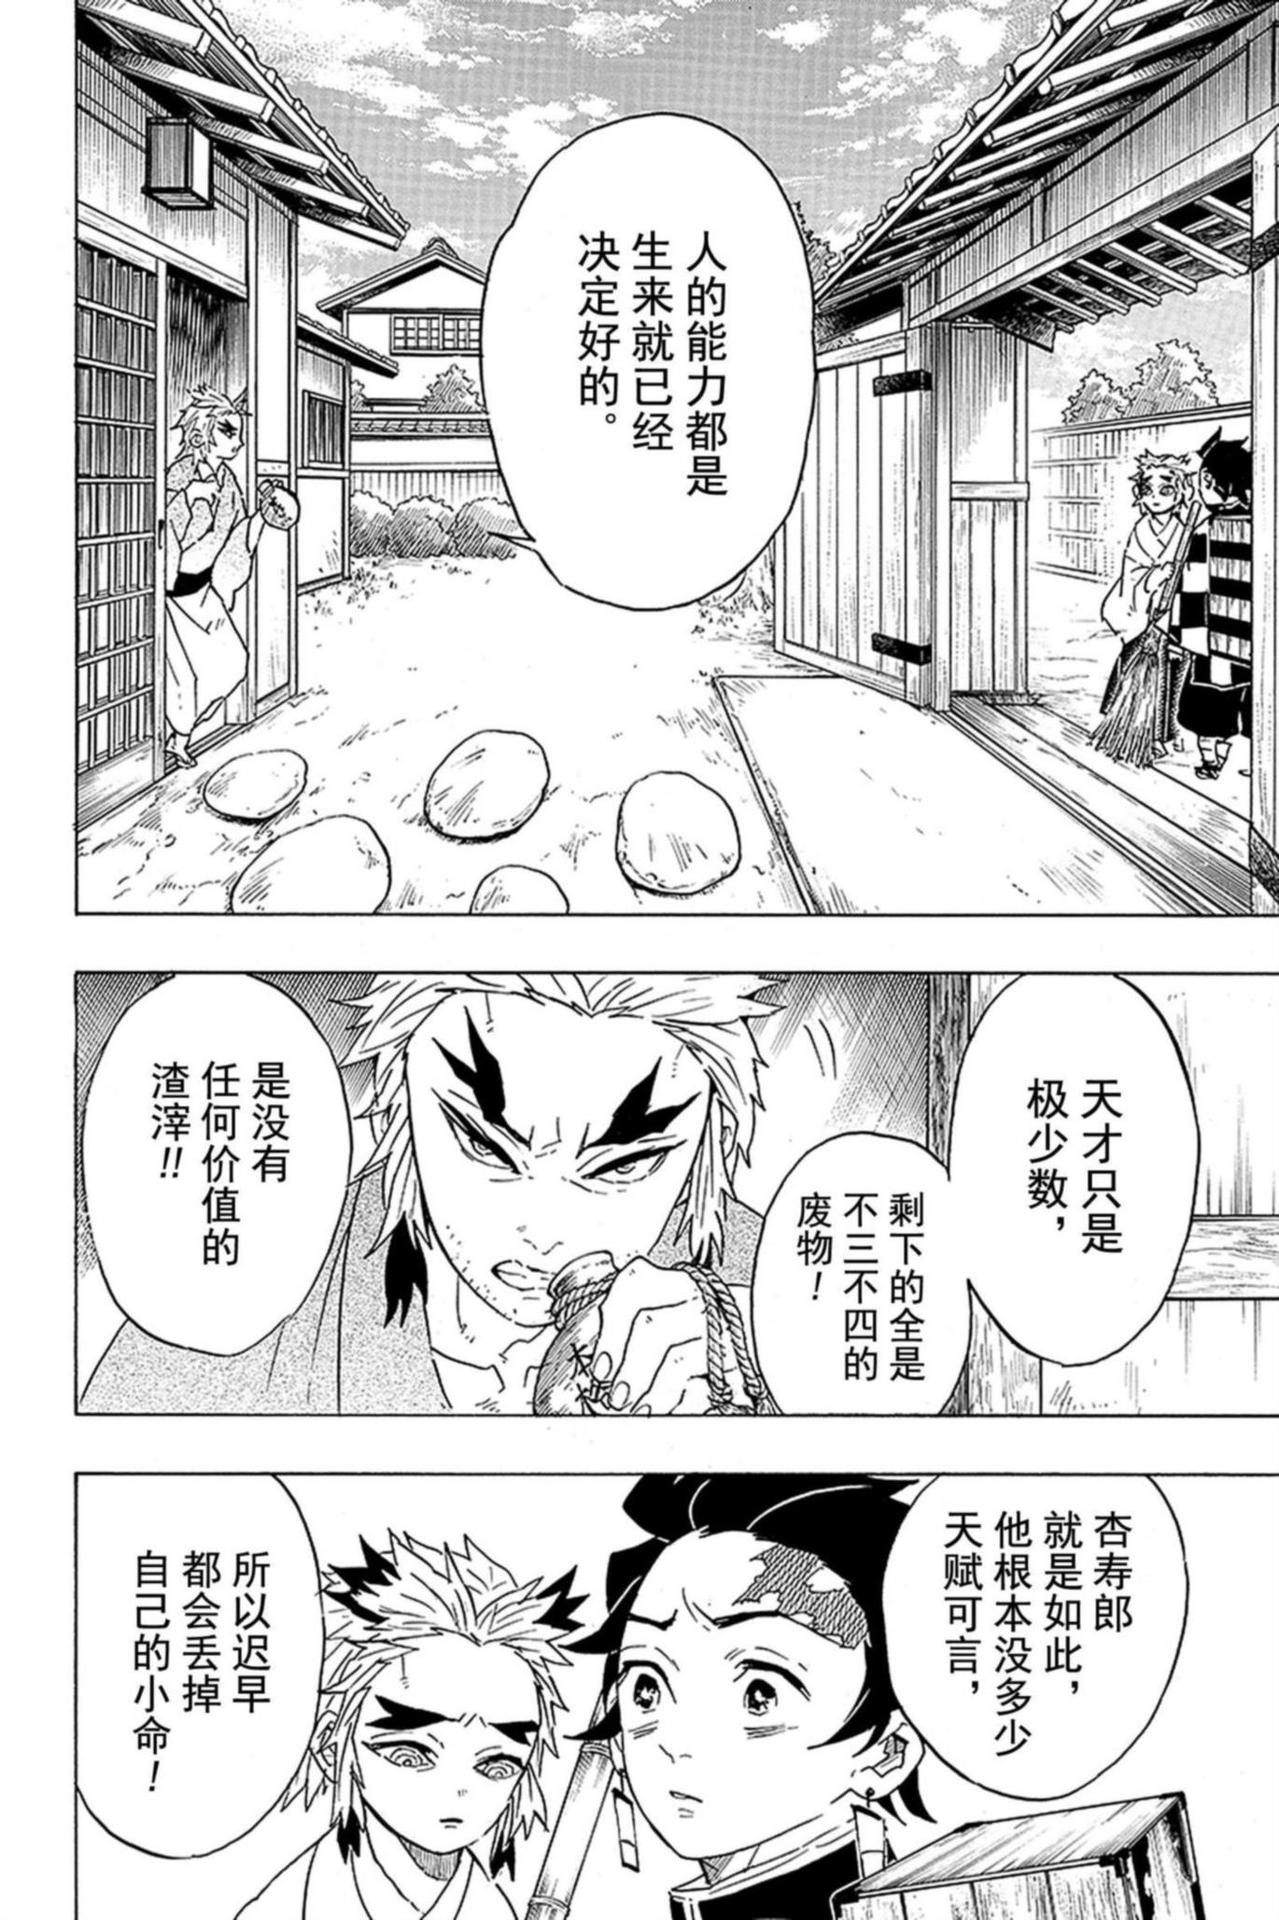 人的能力都是
生来就已经
决定好的。
天才只是
极少数，
剩下的全是
不三不四的
废物！
是没有
任何价值的
渣滓！！
杏寿郎
就是如此，
他根本没多少
天赋可言，
所以迟早
都会丢掉
自己的小命！